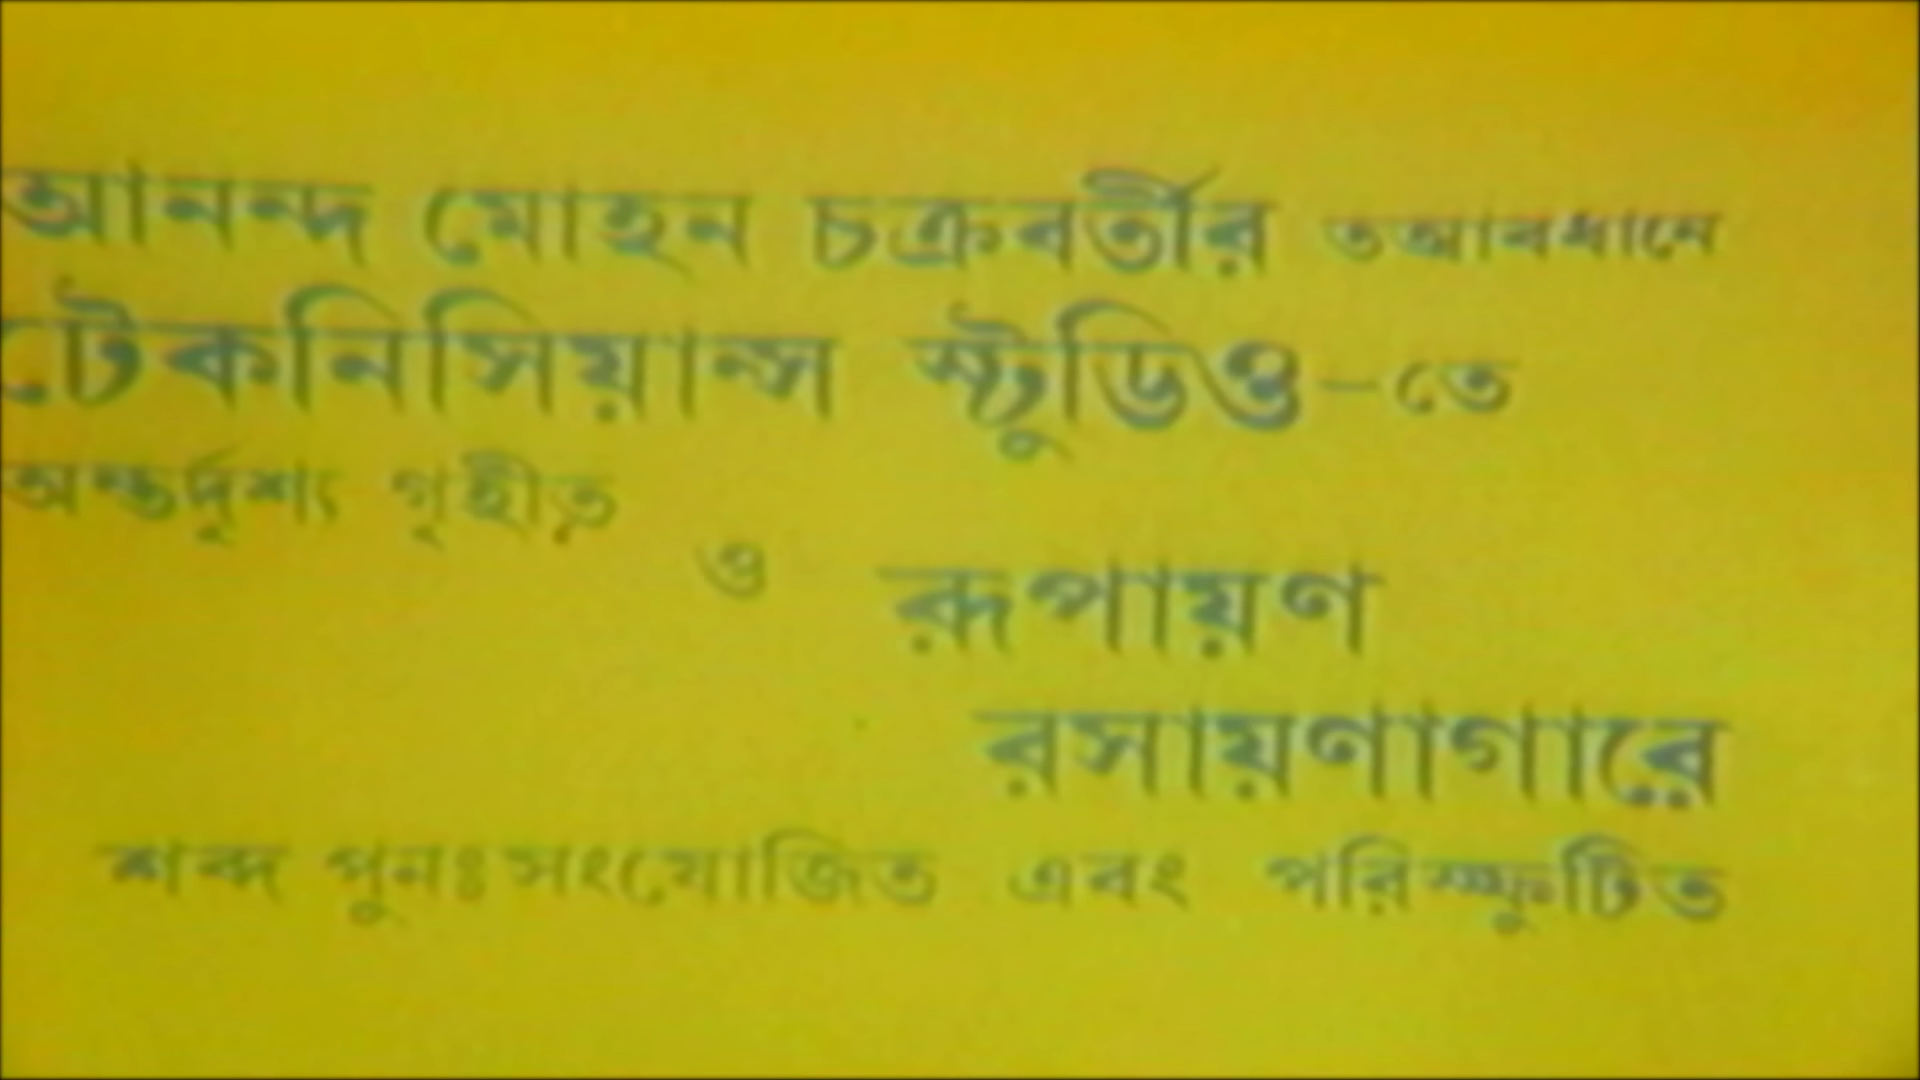 আনন্দ মোহন চক্রবর্তীর তত্ত্বাবধানে
টেকনিসিয়ান্স স্টুডিও-তে
অন্তর্দৃশ্য গৃহীত
ও রূপায়ণ
রসায়ণাগারে
শব্দ পুনঃসংযোজিত এবং পরিস্ফুটিত